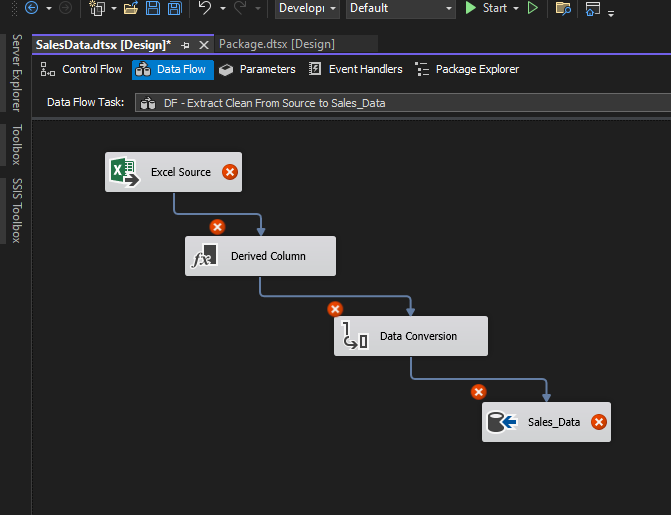 Developi
Default
Start
SalesData.dtsx [Design]*
Package.dtsx [Design]
Server Explorer
Toolbox
SSIS Toolbox
Control Flow
Data Flow
Parameters
Event Handlers
Package Explorer
Data Flow Task:
DF - Extract Clean From Source to Sales_Data
Excel Source
fx
Derived Column
Data Conversion
Sales_Data